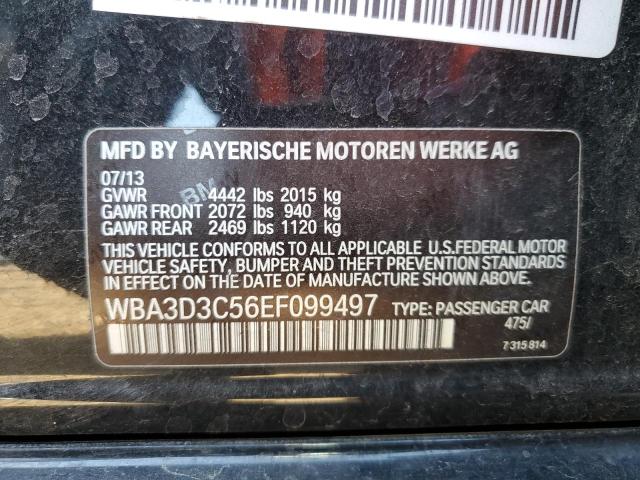 MFD BY BAYERISCHE MOTOREN WERKE AG
07/13
GVWR 4442 lbs 2015 kg
GAWR FRONT 2072 lbs 940 kg
GAWR REAR 2469 lbs 1120 kg
THIS VEHICLE CONFORMS TO ALL APPLICABLE U.S.FEDERAL MOTOR
VEHICLE SAFETY, BUMPER AND THEFT PREVENTION STANDARDS
IN EFFECT ON THE DATE OF MANUFACTURE SHOWN ABOVE.
WBA3D3C56EF099497 TYPE: PASSENGER CAR
475/
7 315 814